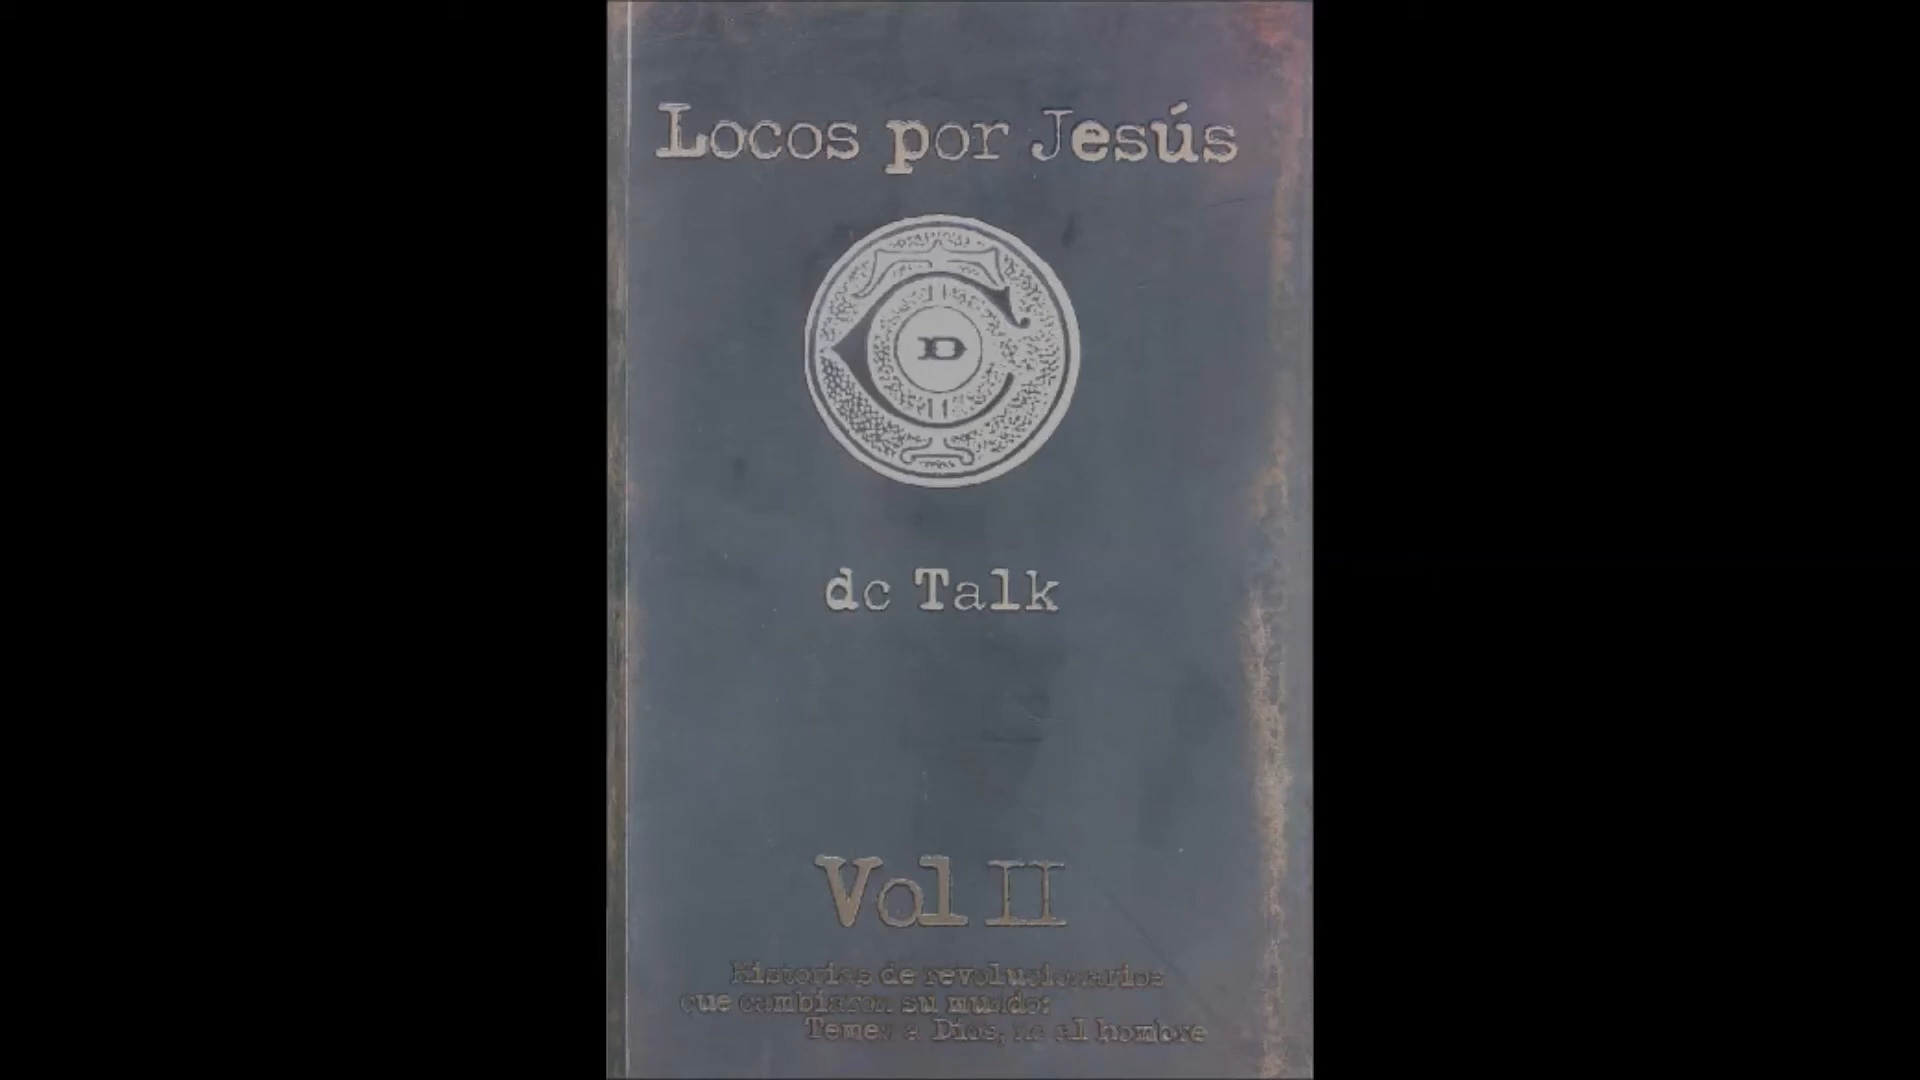 Locos por Jesús
D
dc Talk
Vol II
Historias de revolucionarios
que cambiaron su mundo:
Temer a Dios, no al hombre